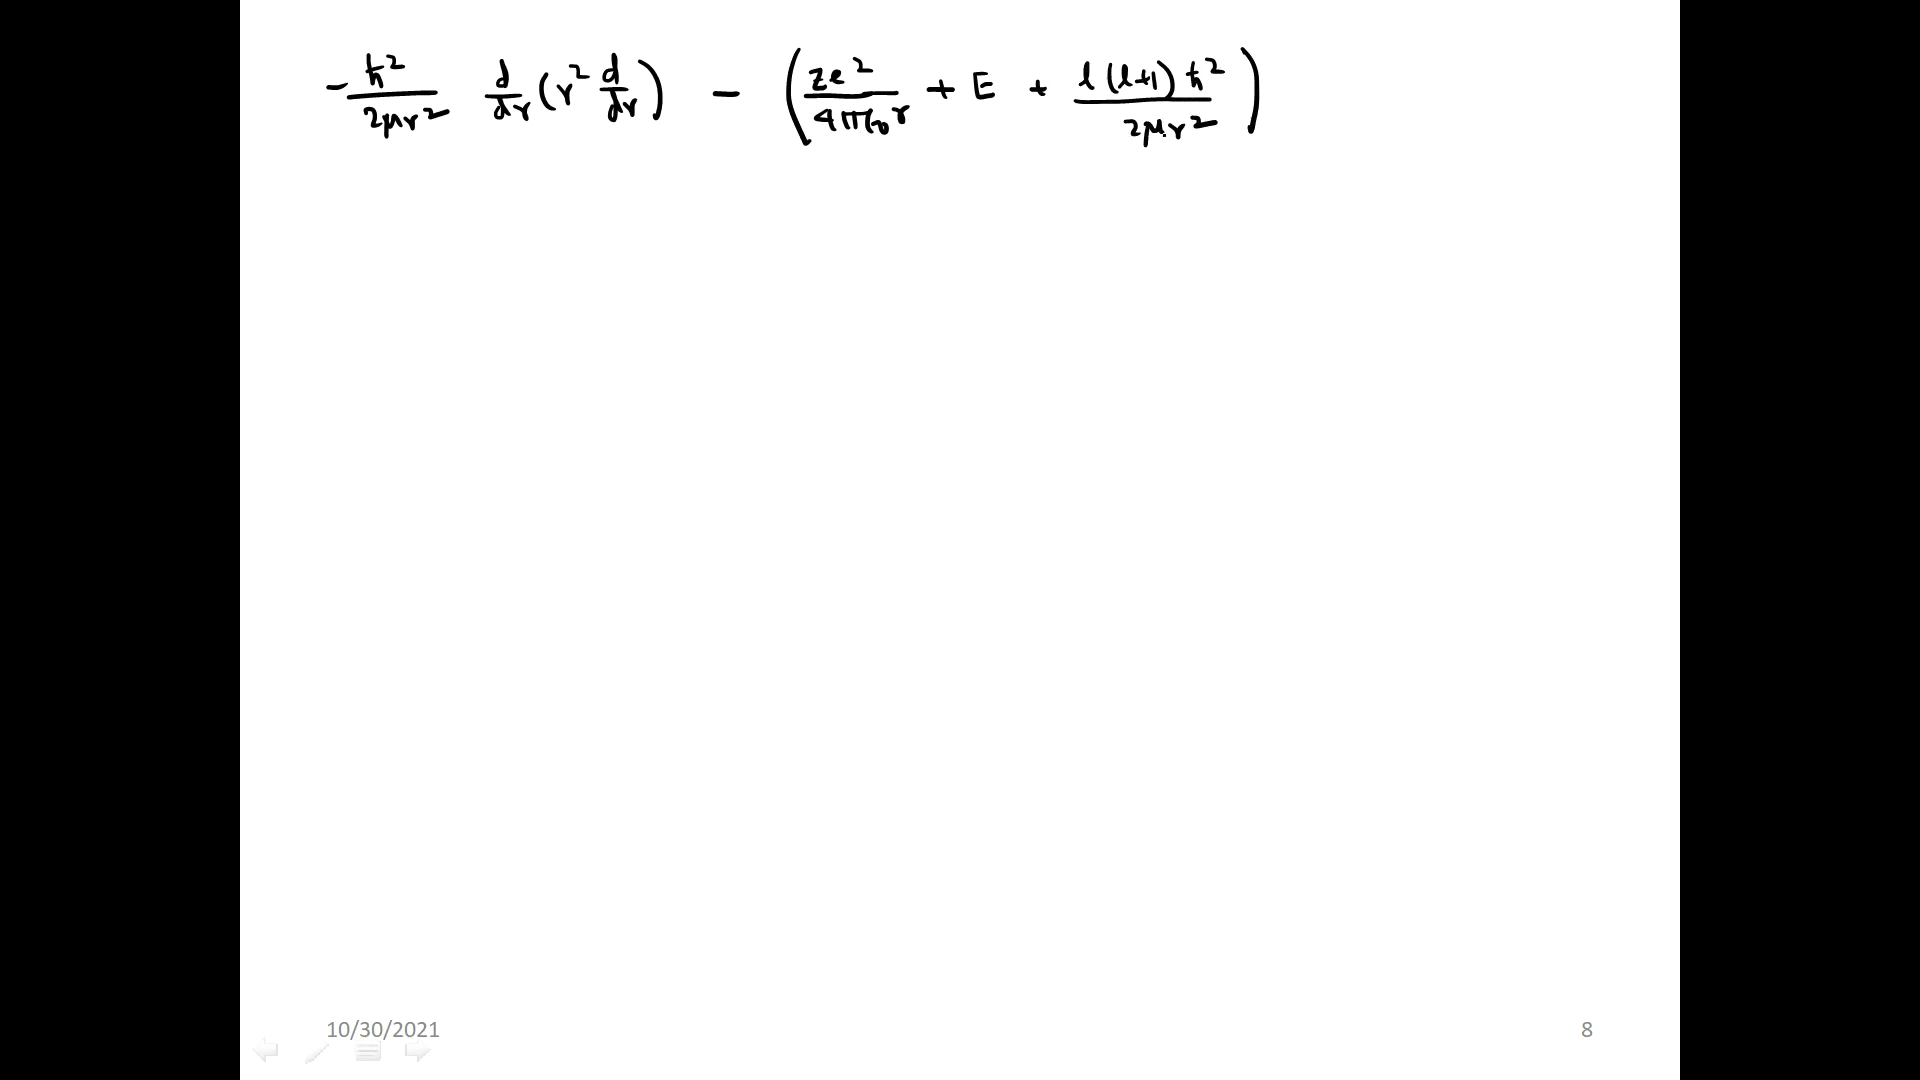 -ℏ²/2μr² d/dr (r² d/dr) - (ze²/4πϵ₀r + E + l(l+1)ℏ²/2μr²)
10/30/2021
8